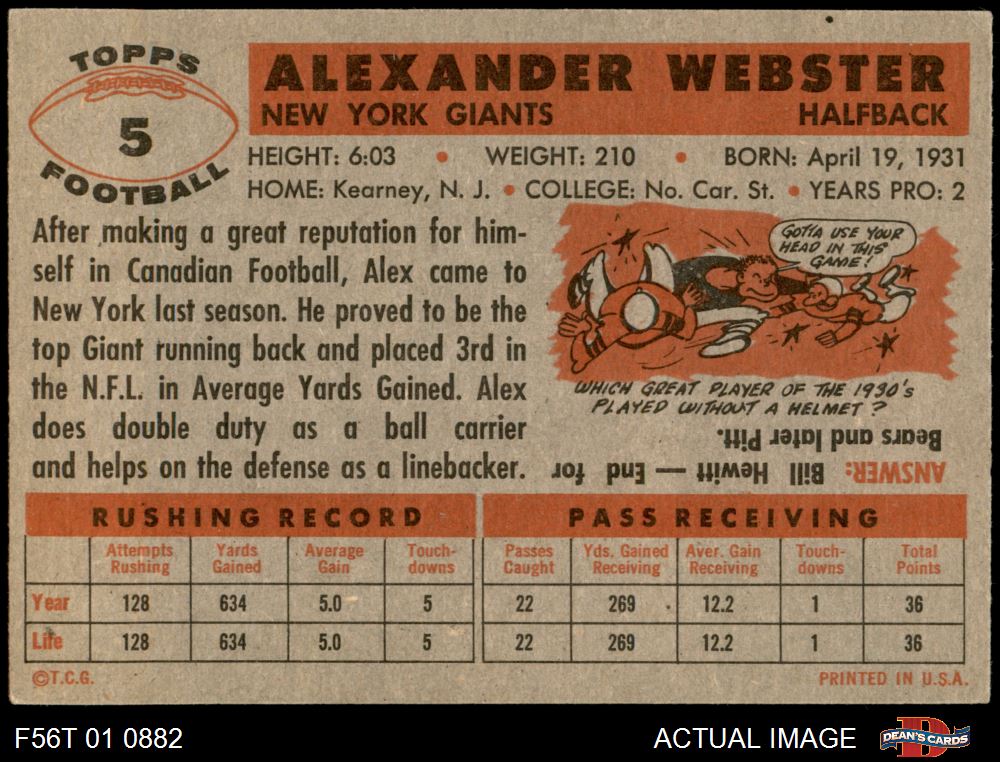 TOPPS
5
FOOTBALL
ALEXANDER WEBSTER
NEW YORK GIANTS HALFBACK
HEIGHT: 6:03 • WEIGHT: 210 • BORN: April 19, 1931
HOME: Kearney, N. J. • COLLEGE: No. Car. St. • YEARS PRO: 2
After making a great reputation for him-
self in Canadian Football, Alex came to
New York last season. He proved to be the
top Giant running back and placed 3rd in
the N.F.L. in Average Yards Gained. Alex
does double duty as a ball carrier
and helps on the defense as a linebacker.
GOTTA USE YOUR
HEAD IN THIS
GAME!
WHICH GREAT PLAYER OF THE 1930's
PLAYED WITHOUT A HELMET?
ANSWER: Bill Hewitt — End for
Bears and later Pitt.
RUSHING RECORD
Attempts Rushing Yards Gained Average Gain Touch-downs
Year 128 634 5.0 5
Life 128 634 5.0 5
PASS RECEIVING
Passes Caught Yds. Gained Receiving Aver. Gain Receiving Touch-downs Total Points
22 269 12.2 1 36
22 269 12.2 1 36
©T.C.G. PRINTED IN U.S.A.
F56T 01 0882 ACTUAL IMAGE DEAN'S CARDS